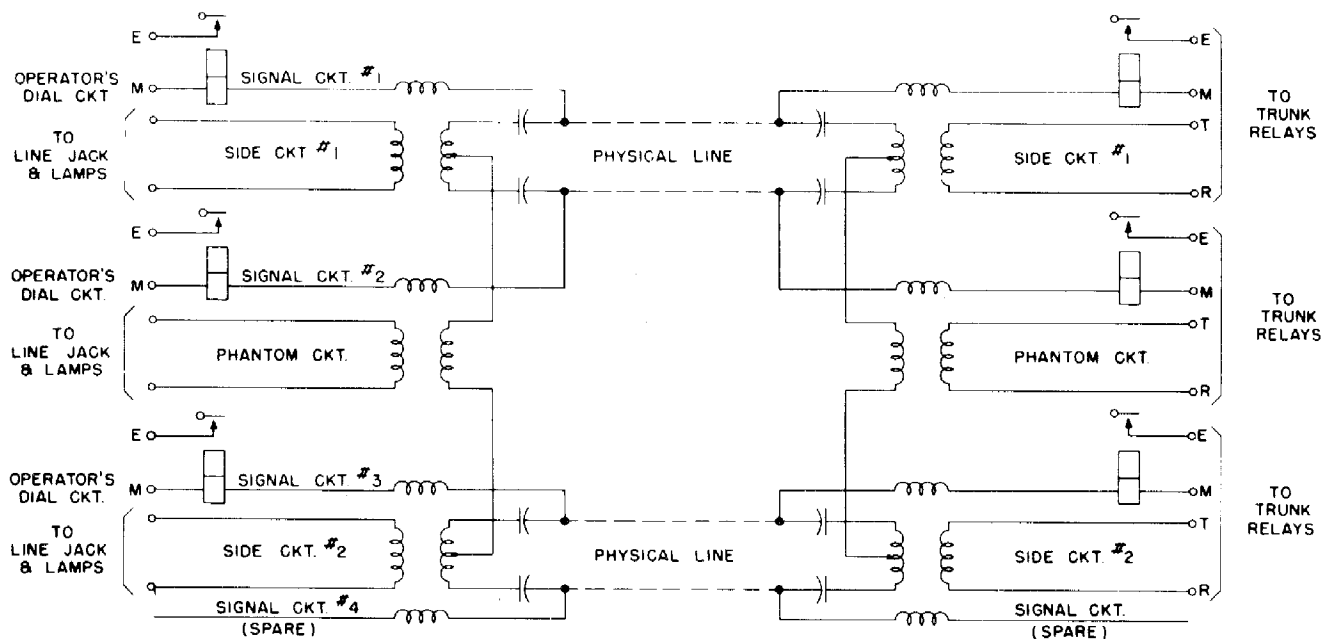 E
OPERATOR'S
DIAL CKT
M
SIGNAL CKT. #1
TO
LINE JACK
& LAMPS
SIDE CKT #1
PHYSICAL LINE
E
M
T
SIDE CKT. #1
R
TO
TRUNK
RELAYS
E
OPERATOR'S
DIAL CKT.
M
SIGNAL CKT. #2
TO
LINE JACK
& LAMPS
PHANTOM CKT.
E
M
T
PHANTOM CKT.
R
TO
TRUNK
RELAYS
E
OPERATOR'S
DIAL CKT.
M
SIGNAL CKT. #3
TO
LINE JACK
& LAMPS
SIDE CKT. #2
PHYSICAL LINE
SIGNAL CKT. #4
(SPARE)
E
M
T
SIDE CKT. #2
R
TO
TRUNK
RELAYS
SIGNAL CKT.
(SPARE)